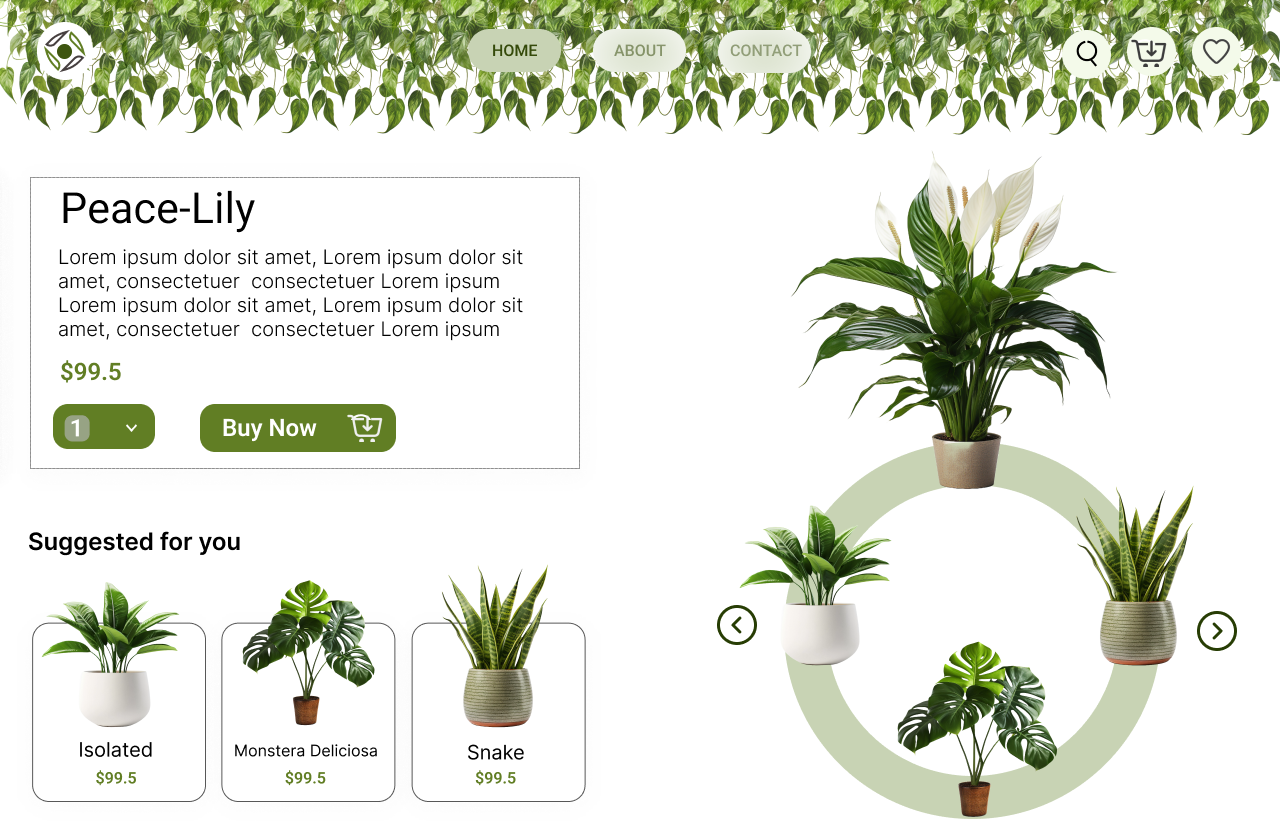 HOME
ABOUT
CONTACT
Peace-Lily
Lorem ipsum dolor sit amet, Lorem ipsum dolor sit
amet, consectetuer  consectetuer Lorem ipsum
Lorem ipsum dolor sit amet, Lorem ipsum dolor sit
amet, consectetuer  consectetuer Lorem ipsum
$99.5
1
Buy Now
Suggested for you
Isolated
$99.5
Monstera Deliciosa
$99.5
Snake
$99.5